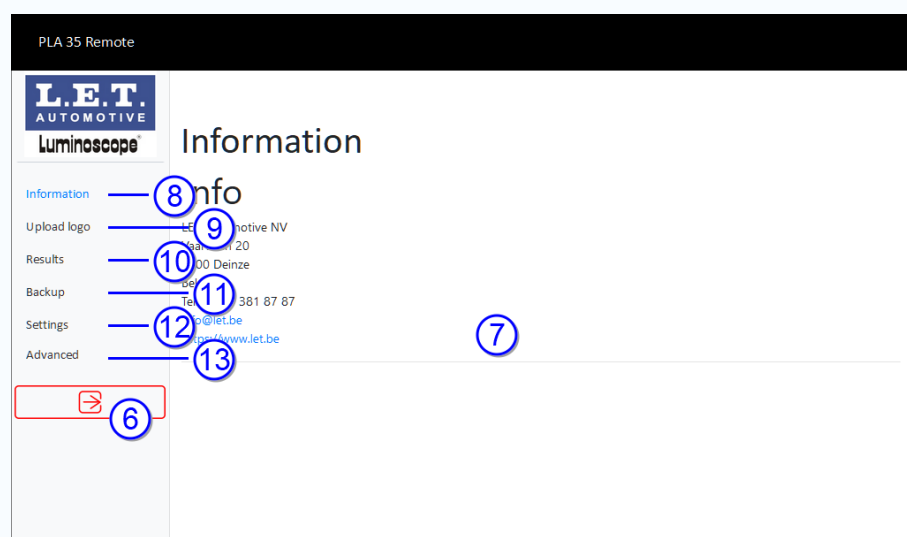 PLA 35 Remote
L.E.T.
AUTOMOTIVE
Luminoscope®
Information
Info
Information
8
Upload logo
9
NV
Results
10
20
Deinze
Backup
11
381 87 87
Settings
12
@let.be
7
www.let.be
Advanced
13
6